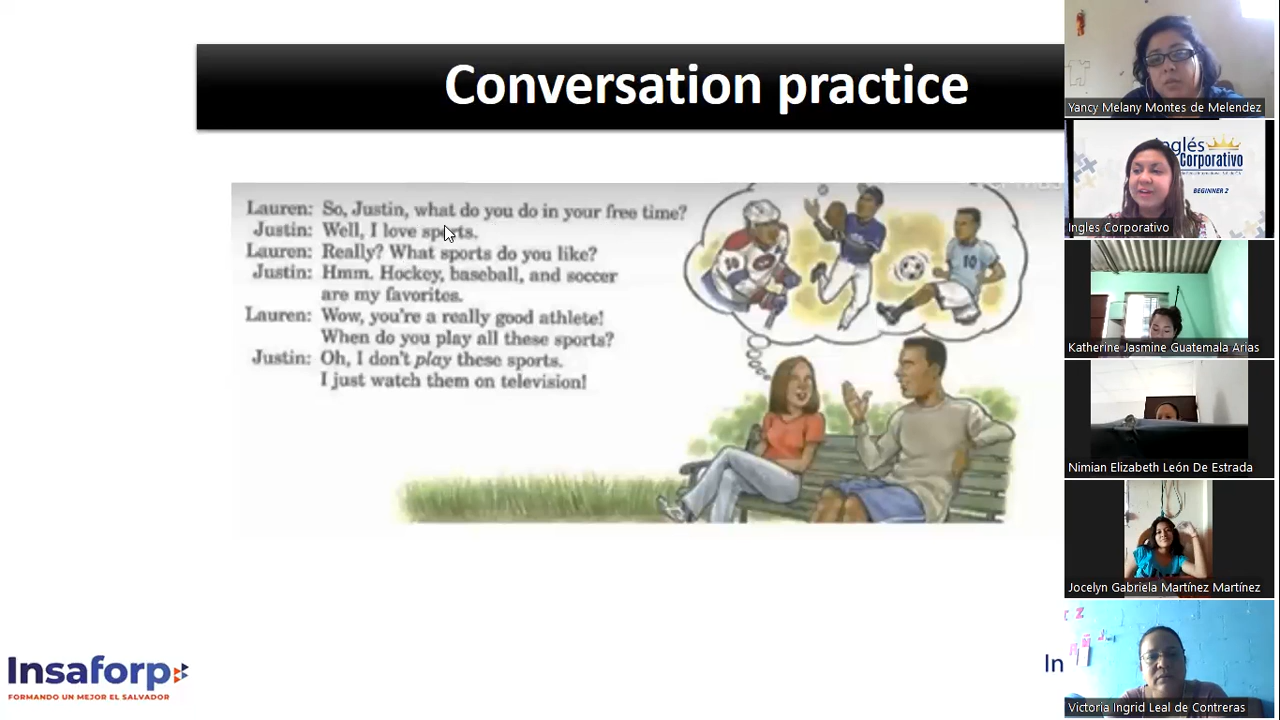 Conversation practice
Lauren: So, Justin, what do you do in your free time?
Justin: Well, I love sports.
Lauren: Really? What sports do you like?
Justin: Hmm. Hockey, baseball, and soccer
are my favorites.
Lauren: Wow, you're a really good athlete!
When do you play all these sports?
Justin: Oh, I don't play these sports.
I just watch them on television!
10
10
Insaforp
FORMANDO UN MEJOR EL SALVADOR
In
Yancy Melany Montes de Melendez
Inglés
Corporativo
BEGINNER 2
Ingles Corporativo
Katherine Jasmine Guatemala Arias
Nimian Elizabeth León De Estrada
Jocelyn Gabriela Martínez Martínez
Victoria Ingrid Leal de Contreras